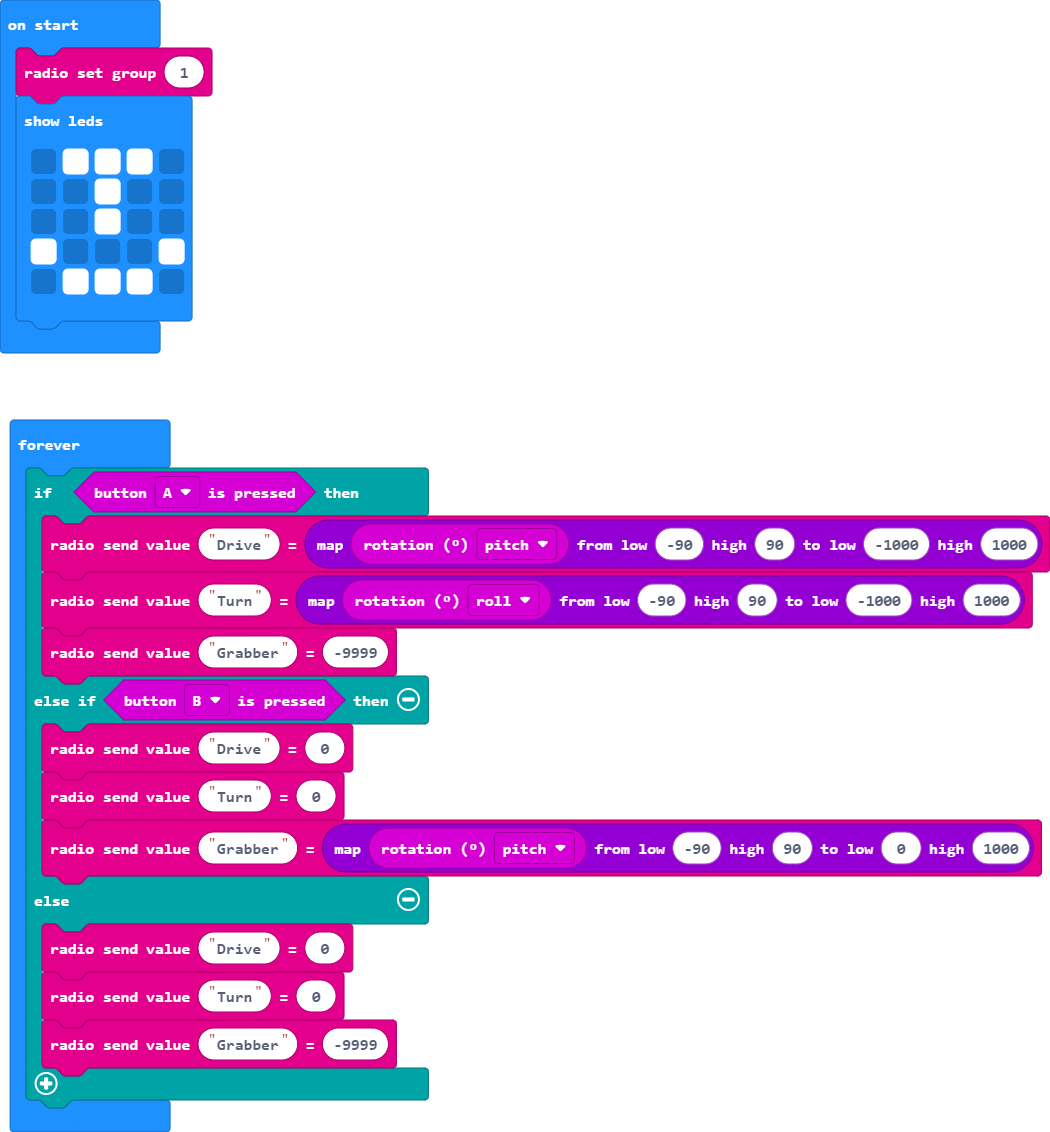 on start
radio set group 1
show leds
forever
if button A is pressed then
radio send value "Drive" = map rotation (º) pitch from low -90 high 90 to low -1000 high 1000
radio send value "Turn" = map rotation (º) roll from low -90 high 90 to low -1000 high 1000
radio send value "Grabber" = -9999
else if button B is pressed then
radio send value "Drive" = 0
radio send value "Turn" = 0
radio send value "Grabber" = map rotation (º) pitch from low -90 high 90 to low 0 high 1000
else
radio send value "Drive" = 0
radio send value "Turn" = 0
radio send value "Grabber" = -9999